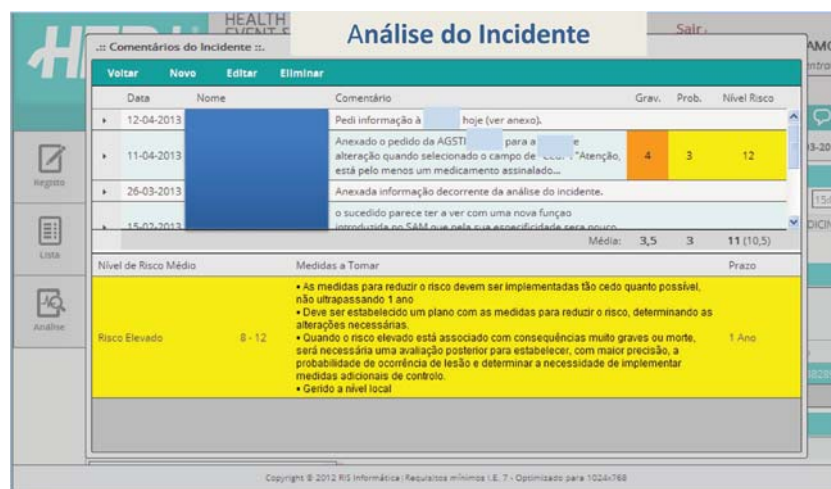 HEALTH
EVENT S
Análise do Incidente
Sair
.:: Comentários do Incidente ::.
Voltar Novo Editar Eliminar
Data Nome Comentário Grav. Prob. Nível Risco
12-04-2013 Pedi informação à hoje (ver anexo).
11-04-2013 Anexado o pedido da AGSTI para a e
alteração quando selecionado o campo de : "Atenção,
está pelo menos um medicamento assinalado...
4 3 12
26-03-2013 Anexada informação decorrente da análise do incidente.
15-02-2013 o sucedido parece ter a ver com uma nova funçao
introduzida no SAM que pela sua especificidade sera pouco
Média: 3,5 3 11 (10,5)
Nível de Risco Médio Medidas a Tomar Prazo
• As medidas para reduzir o risco devem ser implementadas tão cedo quanto possível,
não ultrapassando 1 ano
• Deve ser estabelecido um plano com as medidas para reduzir o risco, determinando as
alterações necessárias.
• Quando o risco elevado está associado com consequências muito graves ou morte,
Risco Elevado 8 - 12 será necessária uma avaliação posterior para estabelecer, com maior precisão, a 1 Ano
probabilidade de ocorrência de lesão e determinar a necessidade de implementar
medidas adicionais de controlo.
• Gerido a nível local
Registo
Lista
Análise
Copyright © 2012 RIS Informática | Requisitos mínimos I.E. 7 - Optimizado para 1024x768